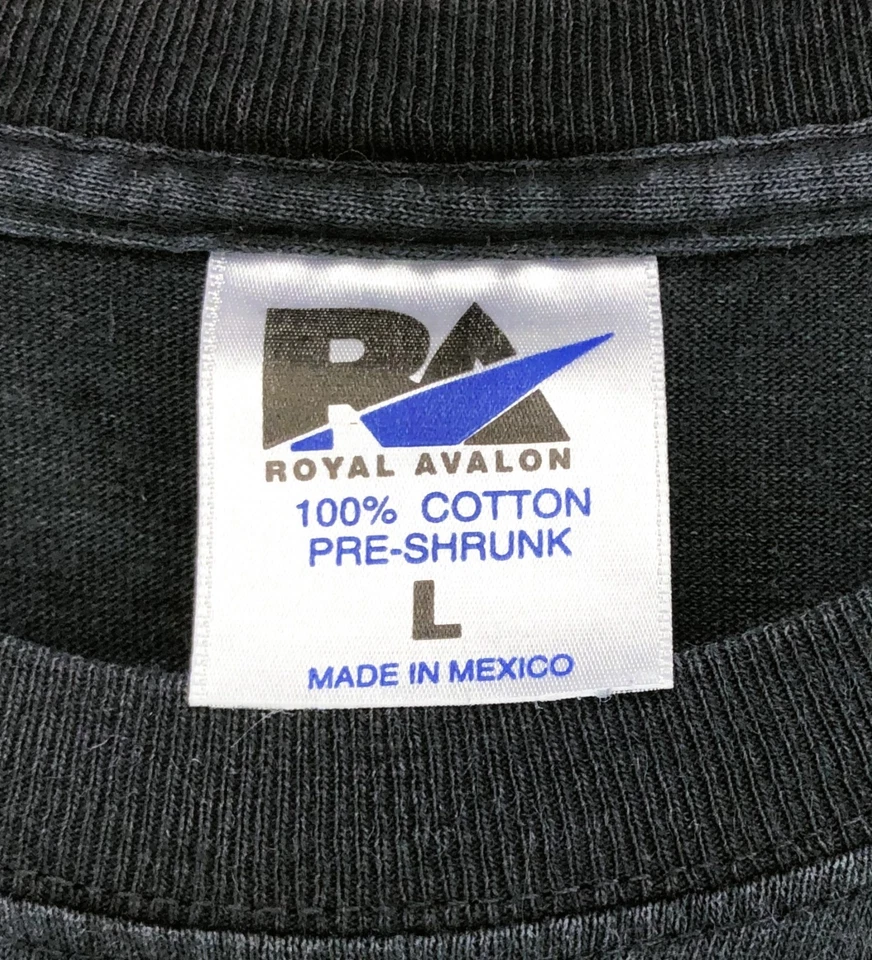 RA
ROYAL AVALON
100% COTTON
PRE-SHRUNK
L
MADE IN MEXICO